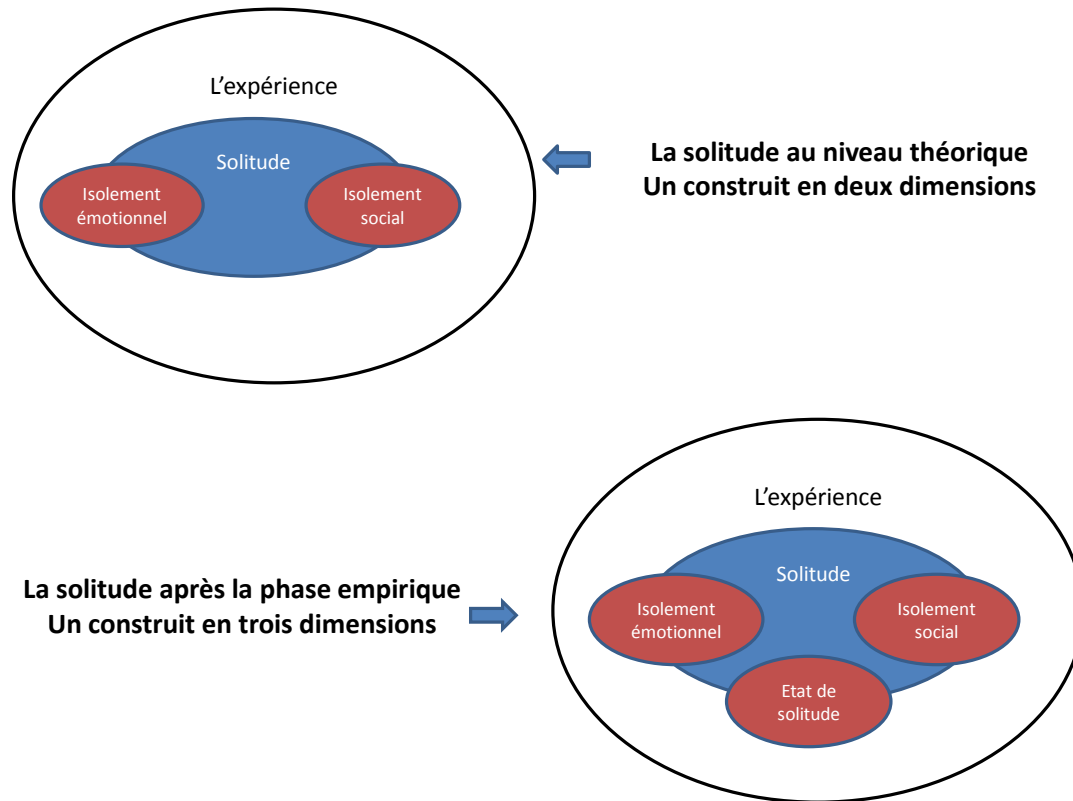 L'expérience
Solitude
Isolement
émotionnel
Isolement
social
La solitude au niveau théorique
Un construit en deux dimensions
La solitude après la phase empirique
Un construit en trois dimensions
L'expérience
Solitude
Isolement
émotionnel
Isolement
social
Etat de
solitude